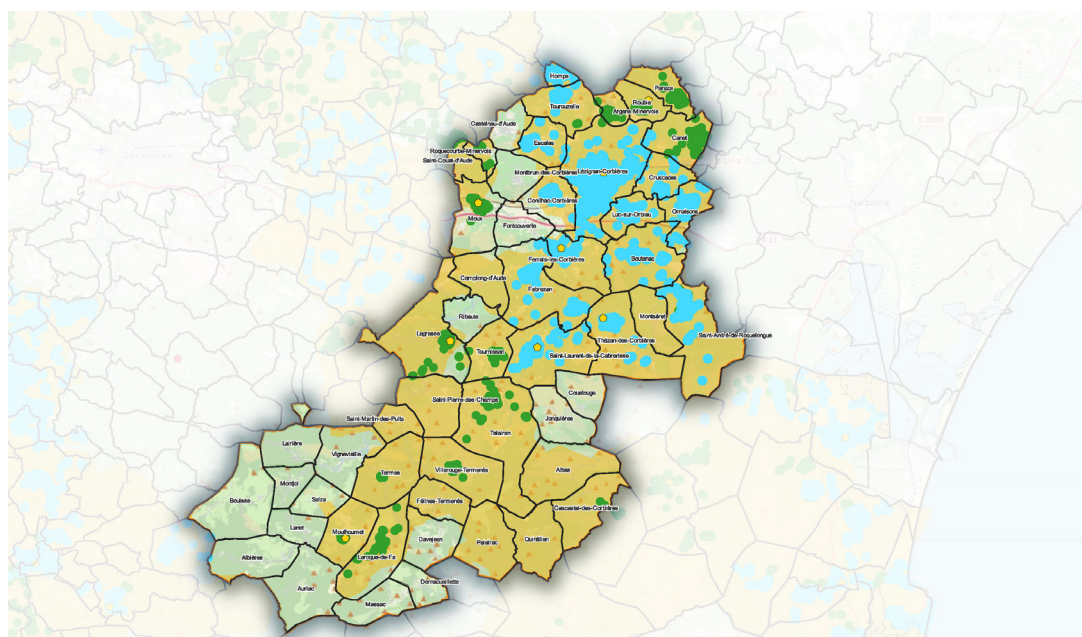 Homps
Paraza
Roubia
Tourouzelle
Argens-Minervois
Castelnau-d'Aude
Canet
Escales
Roquecourbe-Minervois
Saint-Couat-d'Aude
Montbrun-des-Corbières
Lézignan-Corbières
Cruscades
Conilhac-Corbières
Luc-sur-Orbieu
Ornaisons
Moux
Fontcouverte
Ferrals-les-Corbières
Boutenac
Camplong-d'Aude
Fabrezan
Ribaute
Montséret
Lagrasse
Saint-André-de-Roquelongue
Thézan-des-Corbières
Tournissan
Saint-Laurent-de-la-Cabrerisse
Coustouge
Saint-Pierre-des-Champs
Saint-Martin-des-Puits
Jonquières
Talairan
Lairière
Vignevieille
Albas
Villerouge-Termenès
Termes
Montjoi
Salza
Bouisse
Félines-Termenès
Cascastel-des-Corbières
Lanet
Mouthoumet
Davejean
Palairac
Quintillan
Albières
Laroque-de-Fa
Dernacueillette
Auriac
Massac
Narbonne